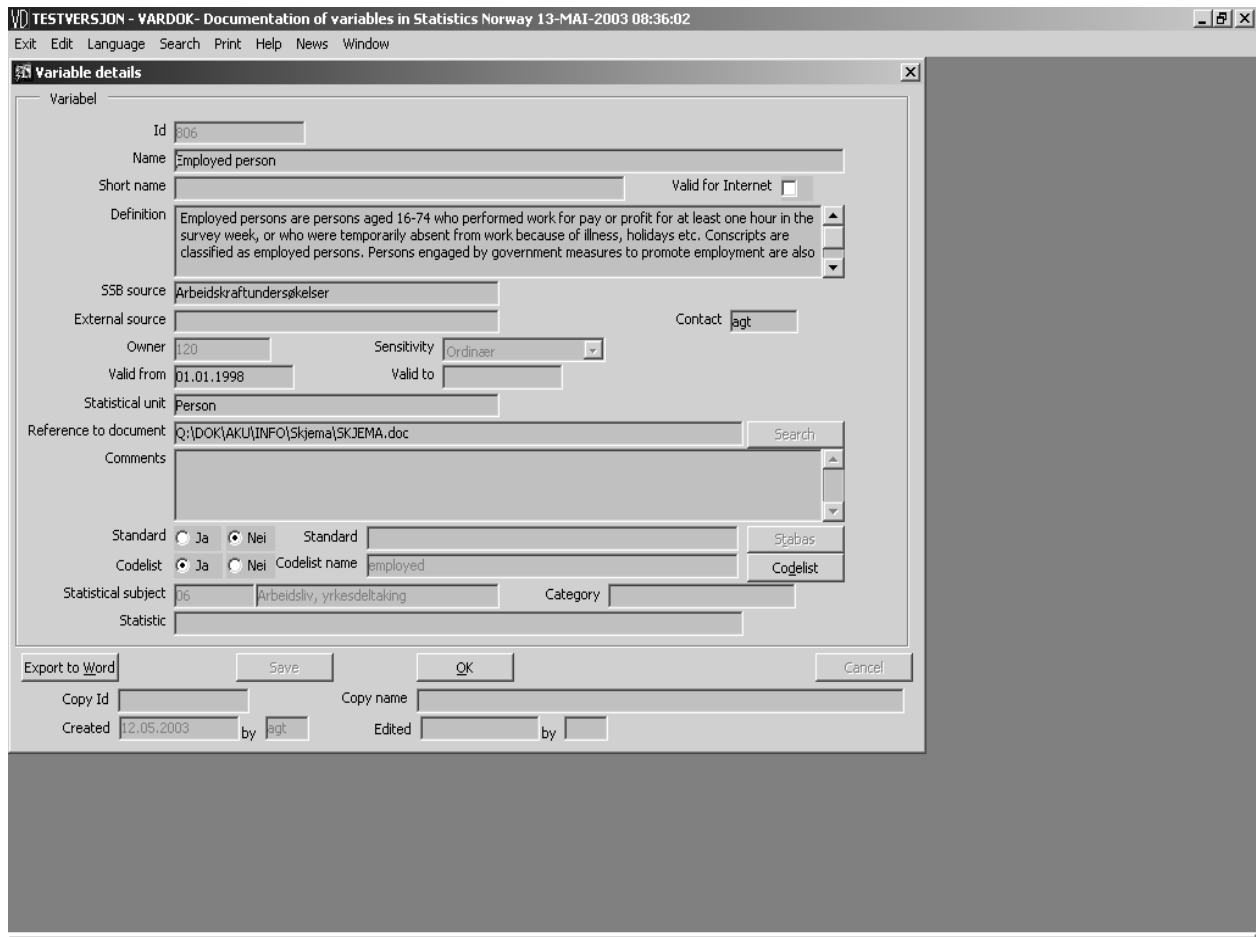 VD TESTVERSJON - VARDOK- Documentation of variables in Statistics Norway 13-MAI-2003 08:36:02
Exit Edit Language Search Print Help News Window
Variable details
Variabel
Id 806
Name Employed person
Short name Valid for Internet
Definition Employed persons are persons aged 16-74 who performed work for pay or profit for at least one hour in the
survey week, or who were temporarily absent from work because of illness, holidays etc. Conscripts are
classified as employed persons. Persons engaged by government measures to promote employment are also
SSB source Arbeidskraftundersøkelser
External source Contact agt
Owner 120 Sensitivity Ordinær
Valid from 01.01.1998 Valid to
Statistical unit Person
Reference to document Q:\DOK\AKU\INFO\Skjema\SKJEMA.doc Search
Comments
Standard Ja Nei Standard Stabas
Codelist Ja Nei Codelist name employed Codelist
Statistical subject 06 Arbeidsliv, yrkesdeltaking Category
Statistic
Export to Word Save OK Cancel
Copy Id Copy name
Created 12.05.2003 by agt Edited by